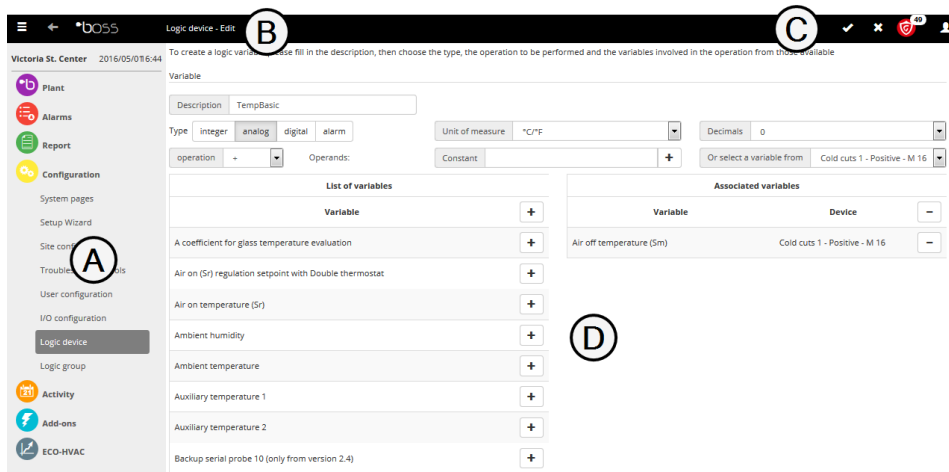 boss
Logic device - Edit
B
C
49
Victoria St. Center 2016/05/0116:44
To create a logic variable ease fill in the description, then choose the type, the operation to be performed and the variables involved in the operation from those available
Variable
Plant
Alarms
Report
Configuration
System pages
Setup Wizard
Site conf
Troubles ols
A
User configuration
I/O configuration
Logic device
Logic group
Activity
Add-ons
ECO-HVAC
Description TempBasic
Type integer analog digital alarm Unit of measure °C/°F Decimals 0
operation + Operands: Constant + Or select a variable from Cold cuts 1 - Positive - M 16
List of variables
Variable +
A coefficient for glass temperature evaluation +
Air on (Sr) regulation setpoint with Double thermostat +
Air on temperature (Sr) +
Ambient humidity +
Ambient temperature +
Auxiliary temperature 1 +
Auxiliary temperature 2 +
Backup serial probe 10 (only from version 2.4) +
Associated variables
Variable Device −
Air off temperature (Sm) Cold cuts 1 - Positive - M 16 −
D